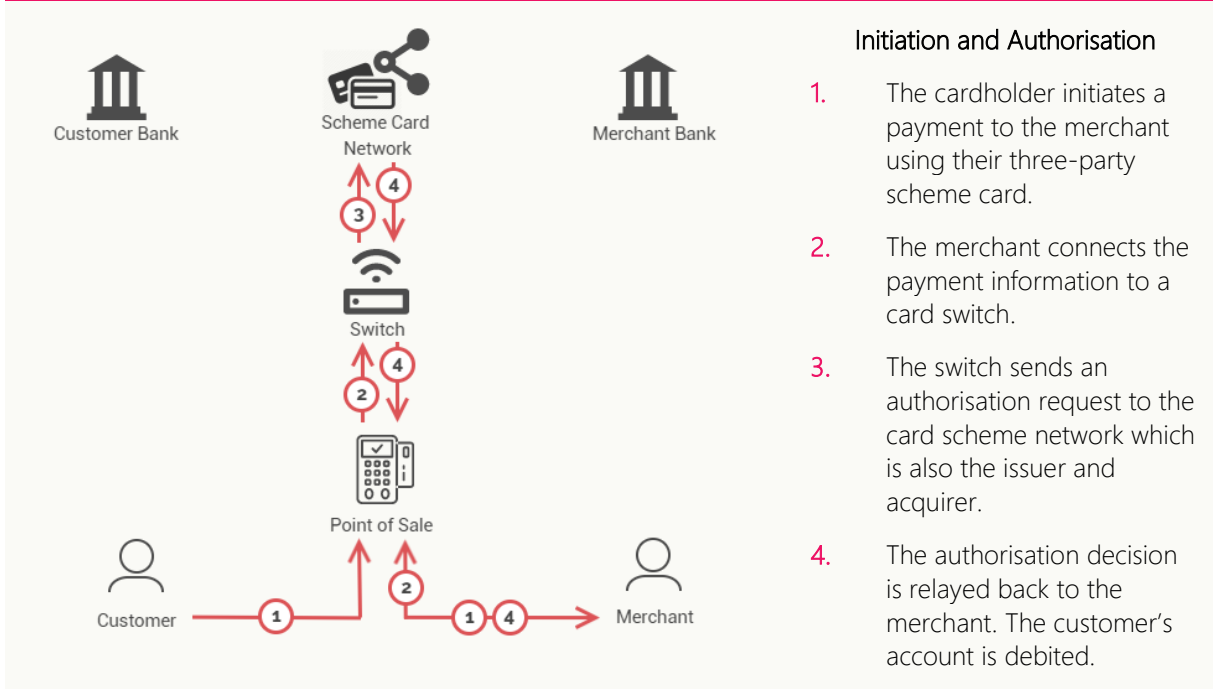 Customer Bank
Scheme Card
Network
Merchant Bank
4
3
Switch
4
2
Point of Sale
2
Customer
1
1
4
Merchant
Initiation and Authorisation
1. The cardholder initiates a
payment to the merchant
using their three-party
scheme card.
2. The merchant connects the
payment information to a
card switch.
3. The switch sends an
authorisation request to the
card scheme network which
is also the issuer and
acquirer.
4. The authorisation decision
is relayed back to the
merchant. The customer’s
account is debited.